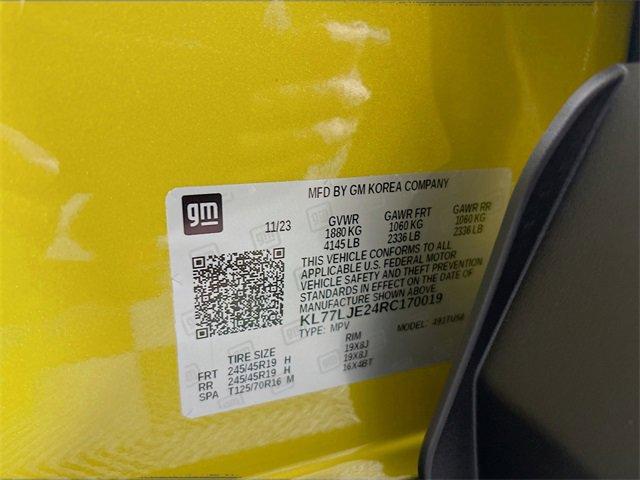 gm
MFD BY GM KOREA COMPANY
11/23
GVWR GAWR FRT GAWR RR
1880 KG 1060 KG 1060 KG
4145 LB 2336 LB 2336 LB
THIS VEHICLE CONFORMS TO ALL
APPLICABLE U.S. FEDERAL MOTOR
VEHICLE SAFETY AND THEFT PREVENTION
STANDARDS IN EFFECT ON THE DATE OF
MANUFACTURE SHOWN ABOVE.
KL77LJE24RC170019
TYPE: MPV MODEL: 491TU58
TIRE SIZE RIM
FRT 245/45R19 H 19X8J
RR 245/45R19 H 19X8J
SPA T125/70R16 M 16X4BT